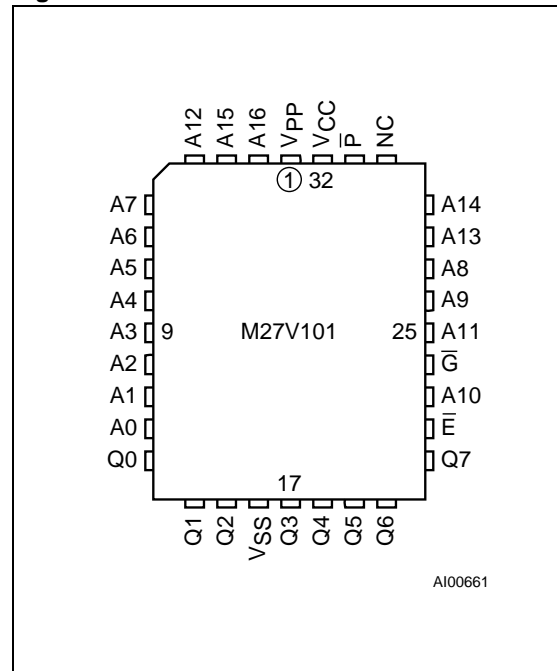 A12 A15 A16 VPP VCC P̅ NC
① 32
A7 A14
A6 A13
A5 A8
A4 A9
A3 9 M27V101 25 A11
A2 G̅
A1 A10
A0 E̅
Q0 Q7
17
Q1 Q2 VSS Q3 Q4 Q5 Q6
AI00661